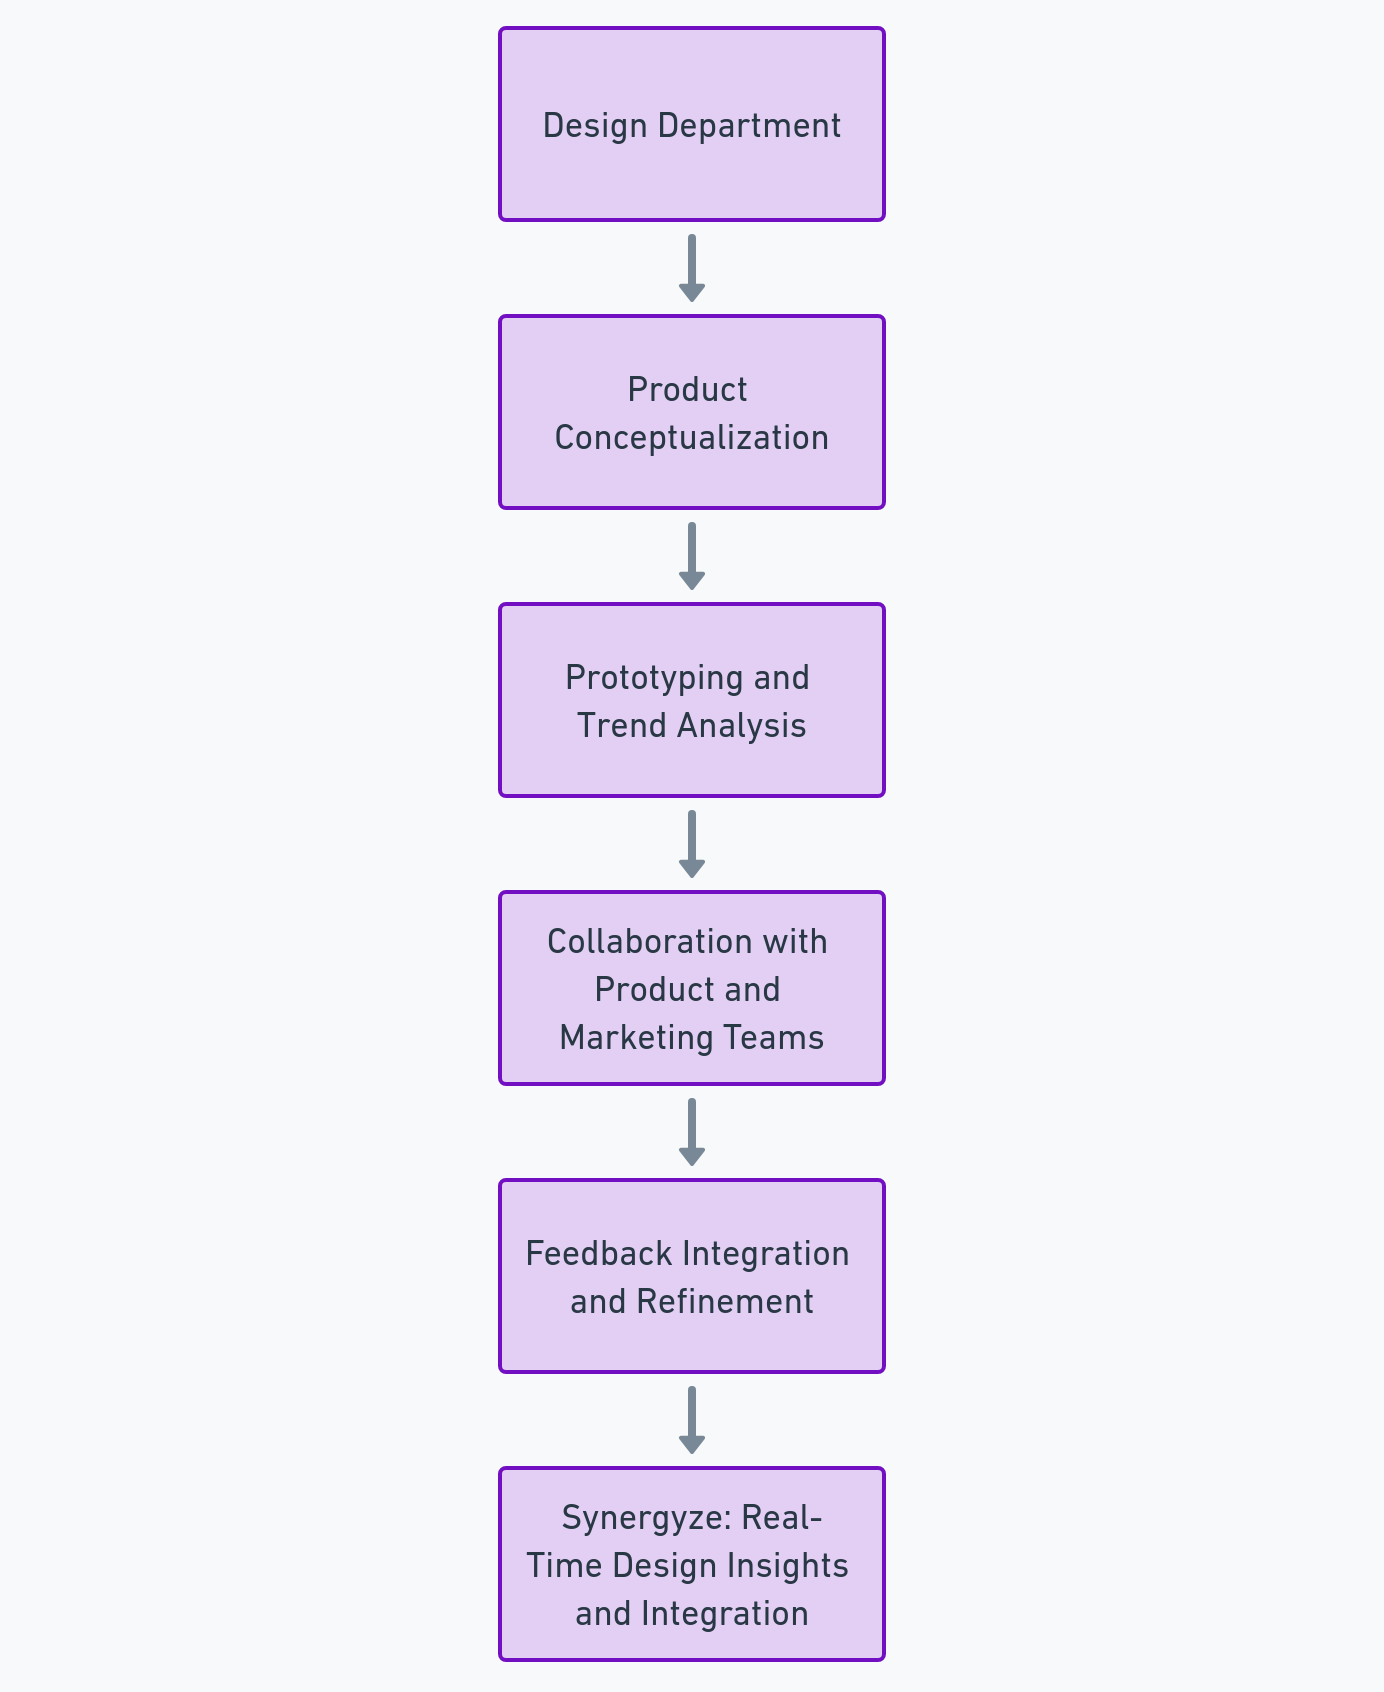 Design Department
Product
Conceptualization
Prototyping and
Trend Analysis
Collaboration with
Product and
Marketing Teams
Feedback Integration
and Refinement
Synergyze: Real-
Time Design Insights
and Integration